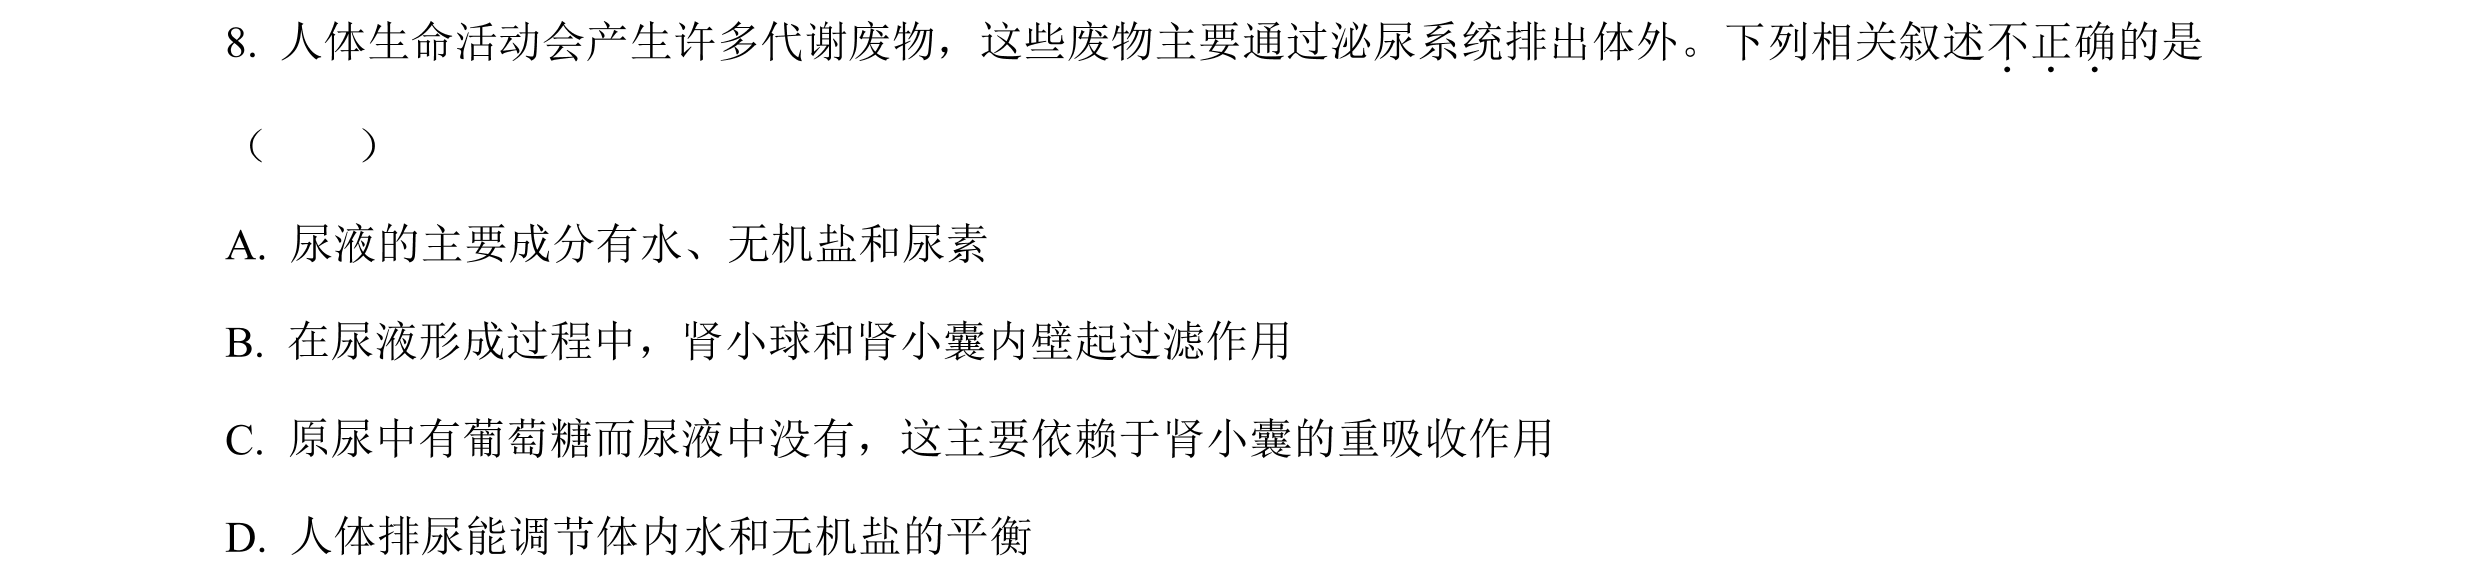 8. 人体生命活动会产生许多代谢废物，这些废物主要通过泌尿系统排出体外。下列相关叙述不正确的是
（　　）
A. 尿液的主要成分有水、无机盐和尿素
B. 在尿液形成过程中，肾小球和肾小囊内壁起过滤作用
C. 原尿中有葡萄糖而尿液中没有，这主要依赖于肾小囊的重吸收作用
D. 人体排尿能调节体内水和无机盐的平衡